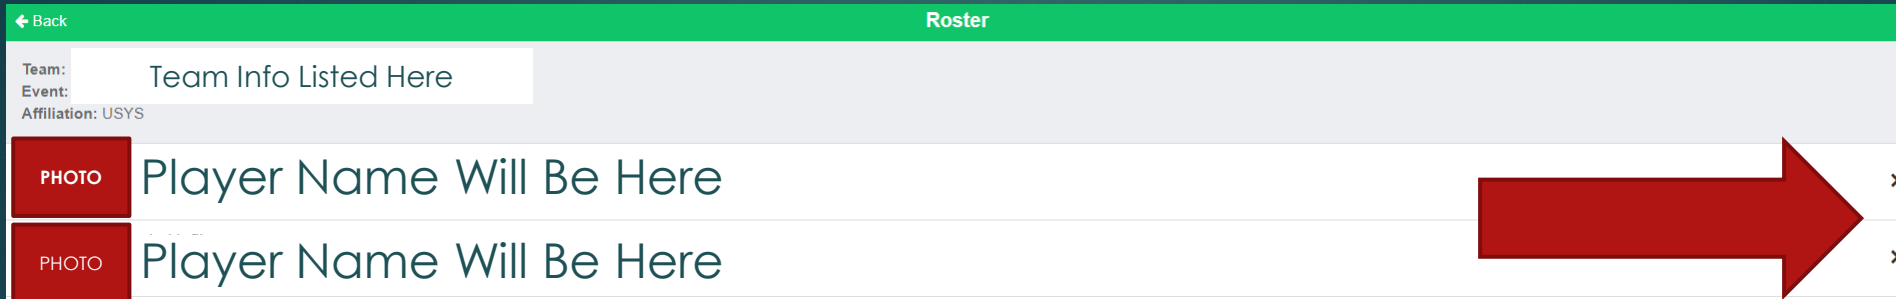 Back
Roster
Team:
Team Info Listed Here
Event:
Affiliation: USYS
PHOTO
Player Name Will Be Here
PHOTO
Player Name Will Be Here